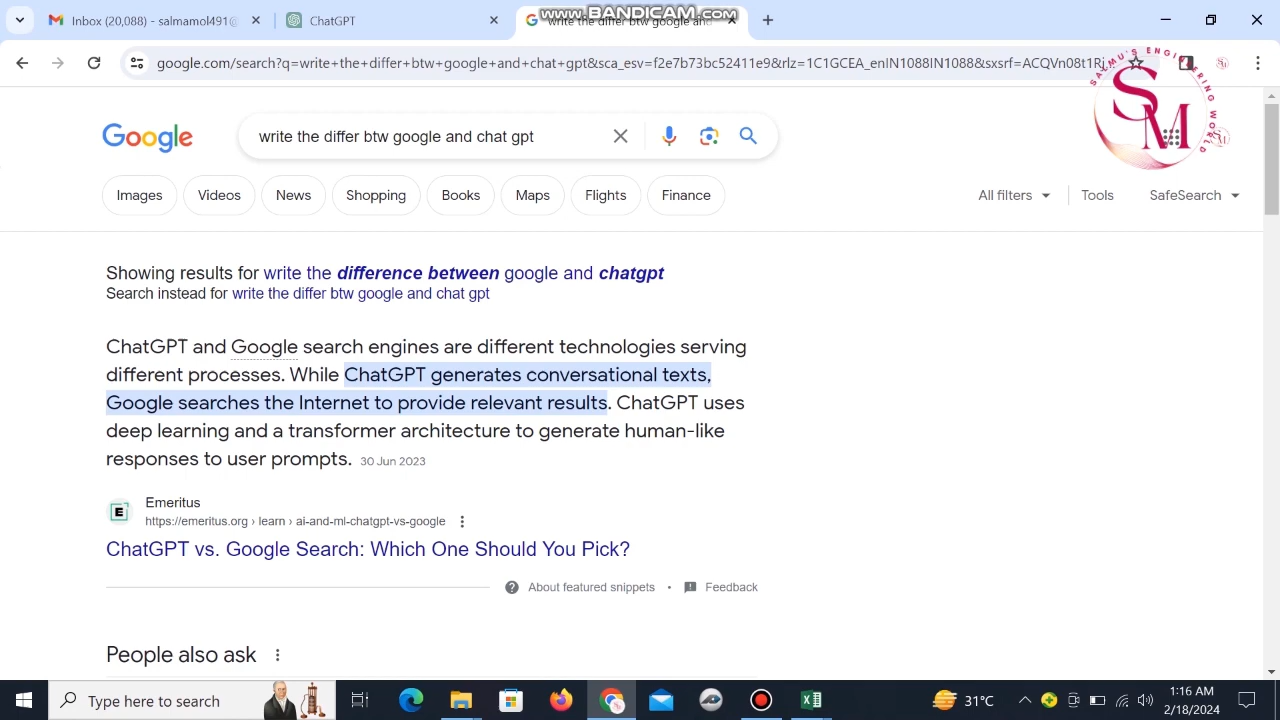 Inbox (20,088) - salmamol491@
ChatGPT
write the differ btw google and
www.BANDICAM.com
google.com/search?q=write+the+differ+btw+google+and+chat+gpt&sca_esv=f2e7b73bc52411e9&rlz=1C1GCEA_enIN1088IN1088&sxsrf=ACQVn08t1Ri...
SALMU'S ENGINEERING WORLD
SM
Google
write the differ btw google and chat gpt
Images
Videos
News
Shopping
Books
Maps
Flights
Finance
All filters
Tools
SafeSearch
Showing results for write the difference between google and chatgpt
Search instead for write the differ btw google and chat gpt
ChatGPT and Google search engines are different technologies serving
different processes. While ChatGPT generates conversational texts,
Google searches the Internet to provide relevant results. ChatGPT uses
deep learning and a transformer architecture to generate human-like
responses to user prompts. 30 Jun 2023
E
Emeritus
https://emeritus.org › learn › ai-and-ml-chatgpt-vs-google
ChatGPT vs. Google Search: Which One Should You Pick?
About featured snippets • Feedback
People also ask
Type here to search
31°C
1:16 AM
2/18/2024